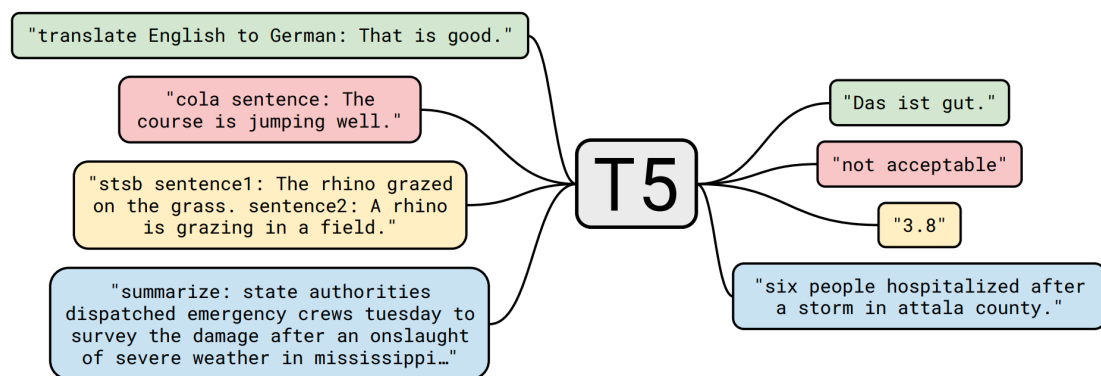 "translate English to German: That is good."
"cola sentence: The
course is jumping well."
"stsb sentence1: The rhino grazed
on the grass. sentence2: A rhino
is grazing in a field."
"summarize: state authorities
dispatched emergency crews tuesday to
survey the damage after an onslaught
of severe weather in mississippi…"
T5
"Das ist gut."
"not acceptable"
"3.8"
"six people hospitalized after
a storm in attala county."